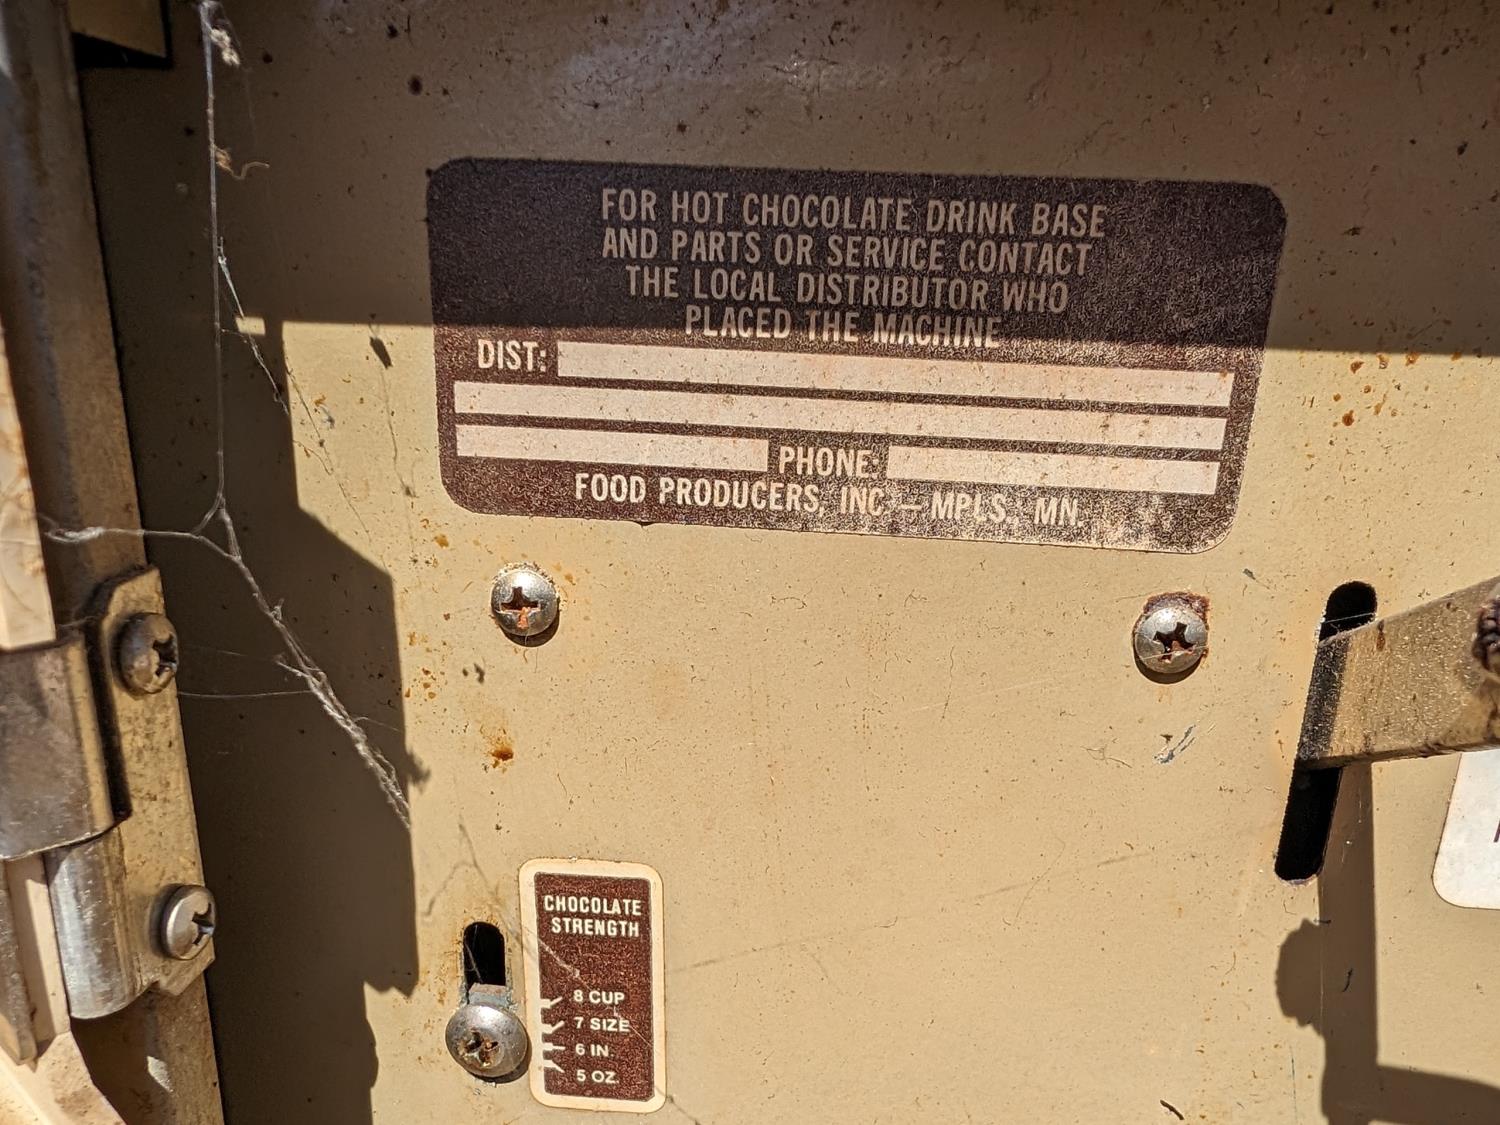 FOR HOT CHOCOLATE DRINK BASE
AND PARTS OR SERVICE CONTACT
THE LOCAL DISTRIBUTOR WHO
PLACED THE MACHINE
DIST:
PHONE:
FOOD PRODUCERS, INC. – MPLS., MN.
CHOCOLATE
STRENGTH
8 CUP
7 SIZE
6 IN.
5 OZ.